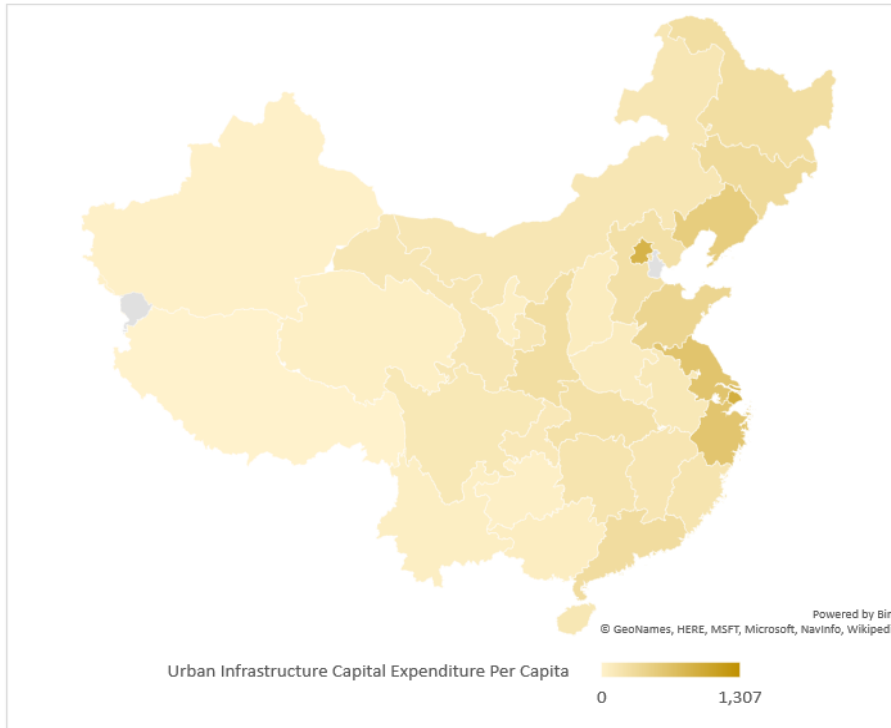 Powered by Bin
© GeoNames, HERE, MSFT, Microsoft, NavInfo, Wikiped
Urban Infrastructure Capital Expenditure Per Capita
0 1,307